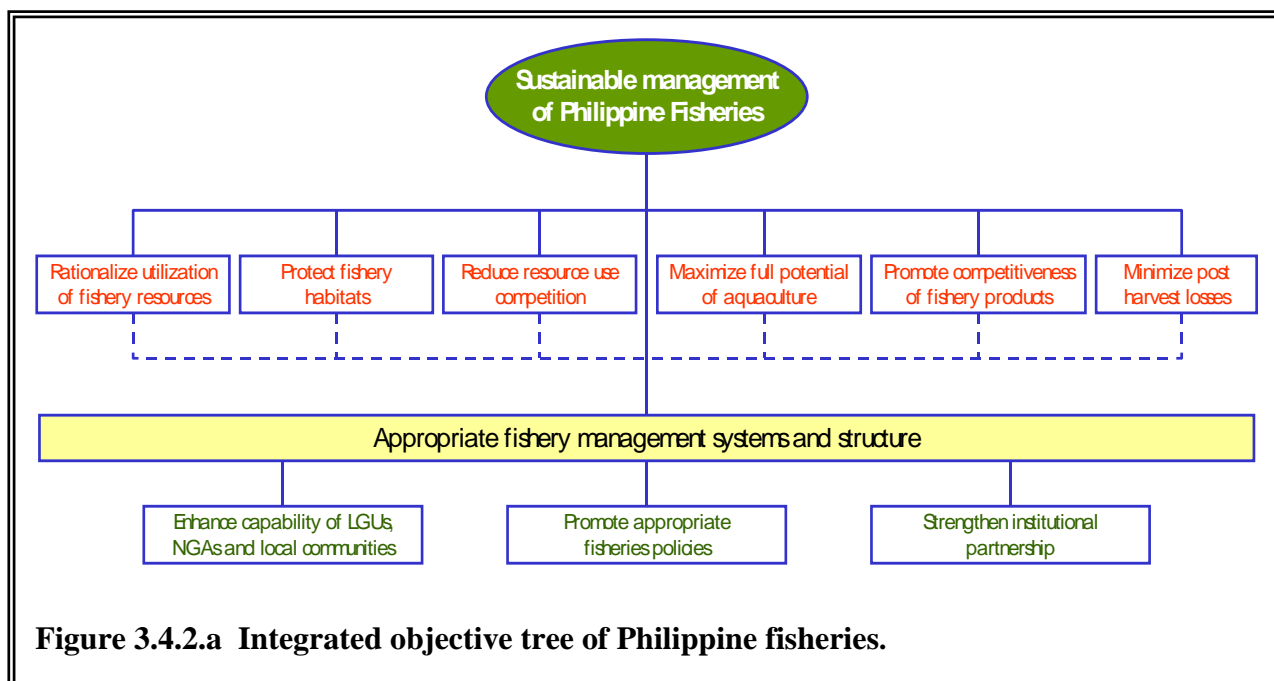 Sustainable management
of Philippine Fisheries
Rationalize utilization
of fishery resources
Protect fishery
habitats
Reduce resource use
competition
Maximize full potential
of aquaculture
Promote competitiveness
of fishery products
Minimize post
harvest losses
Appropriate fishery management systems and structure
Enhance capability of LGUs,
NGAs and local communities
Promote appropriate
fisheries policies
Strengthen institutional
partnership
Figure 3.4.2.a Integrated objective tree of Philippine fisheries.